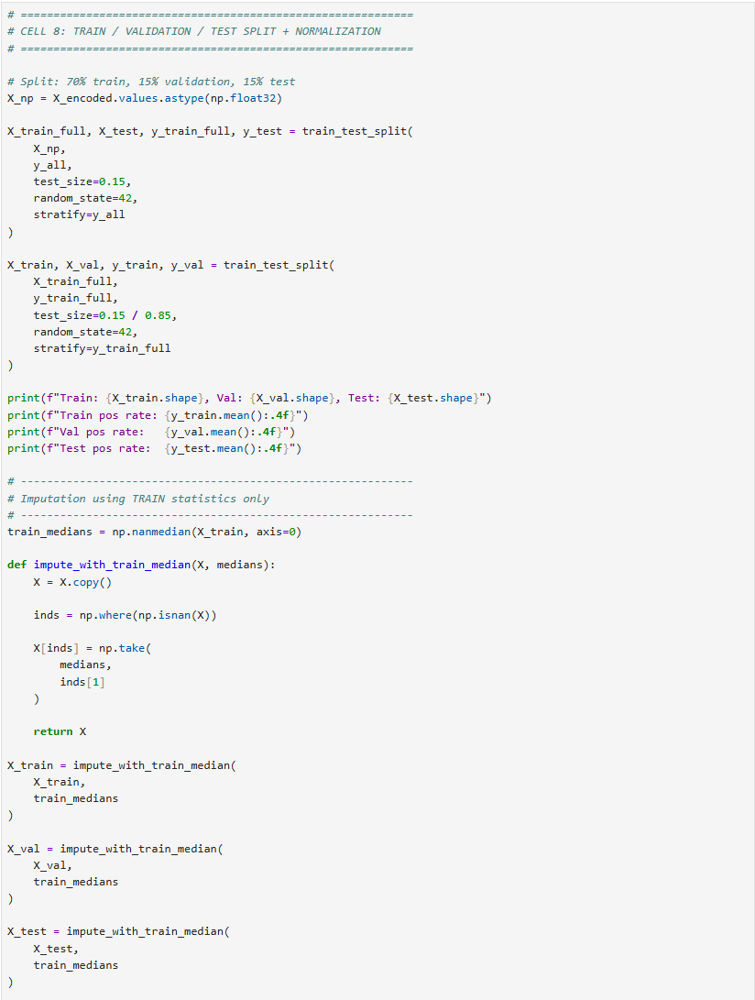 # ============================================================
# CELL 8: TRAIN / VALIDATION / TEST SPLIT + NORMALIZATION
# ============================================================
# Split: 70% train, 15% validation, 15% test
X_np = X_encoded.values.astype(np.float32)
X_train_full, X_test, y_train_full, y_test = train_test_split(
    X_np,
    y_all,
    test_size=0.15,
    random_state=42,
    stratify=y_all
)
X_train, X_val, y_train, y_val = train_test_split(
    X_train_full,
    y_train_full,
    test_size=0.15 / 0.85,
    random_state=42,
    stratify=y_train_full
)
print(f"Train: {X_train.shape}, Val: {X_val.shape}, Test: {X_test.shape}")
print(f"Train pos rate: {y_train.mean():.4f}")
print(f"Val pos rate:   {y_val.mean():.4f}")
print(f"Test pos rate:  {y_test.mean():.4f}")
# ------------------------------------------------------------
# Imputation using TRAIN statistics only
# ------------------------------------------------------------
train_medians = np.nanmedian(X_train, axis=0)
def impute_with_train_median(X, medians):
    X = X.copy()
    inds = np.where(np.isnan(X))
    X[inds] = np.take(
        medians,
        inds[1]
    )
    return X
X_train = impute_with_train_median(
    X_train,
    train_medians
)
X_val = impute_with_train_median(
    X_val,
    train_medians
)
X_test = impute_with_train_median(
    X_test,
    train_medians
)